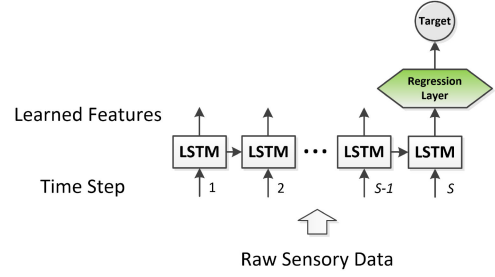 Target
Regression
Layer
Learned Features
LSTM LSTM ••• LSTM LSTM
Time Step 1 2 S-1 S
Raw Sensory Data